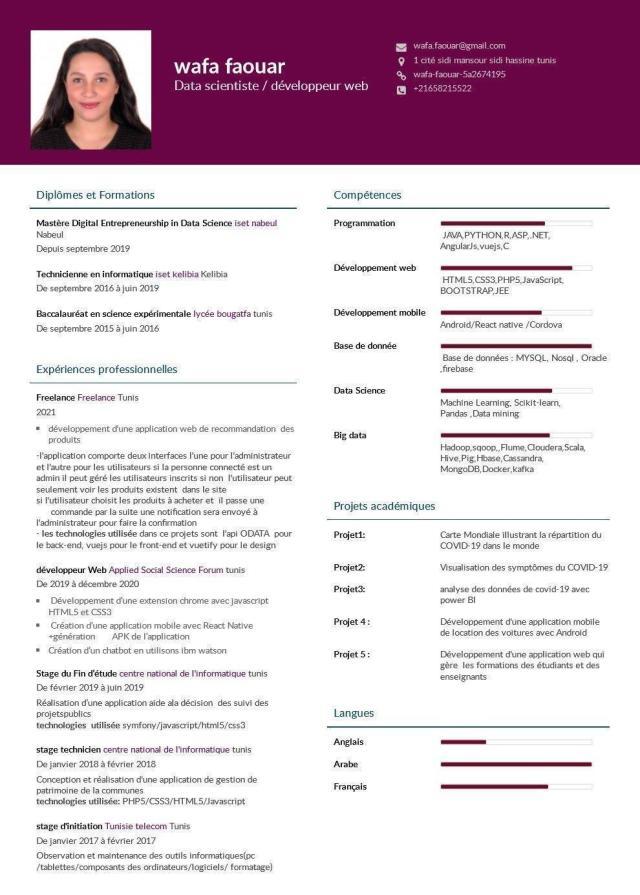 wafa faouar
Data scientiste / développeur web
wafa.faouar@gmail.com
1 cité sidi mansour sidi hassine tunis
wafa-faouar-5a2674195
+21658215522
Diplômes et Formations
Mastère Digital Entrepreneurship in Data Science iset nabeul
Nabeul
Depuis septembre 2019
Technicienne en informatique iset kelibia Kelibia
De septembre 2016 à juin 2019
Baccalauréat en science expérimentale lycée bougatfa tunis
De septembre 2015 à juin 2016
Expériences professionnelles
Freelance Freelance Tunis
2021
développement d'une application web de recommandation des
produits
-l'application comporte deux interfaces l'une pour l'administrateur
et l'autre pour les utilisateurs si la personne connecté est un
admin il peut géré les utilisateurs inscrits si non l'utilisateur peut
seulement voir les produits existent dans le site
si l'utilisateur choisit les produits à acheter et il passe une
commande par la suite une notification sera envoyé à
l'administrateur pour faire la confirmation
- les technologies utilisée dans ce projets sont l'api ODATA pour
le back-end, vuejs pour le front-end et vuetify pour le design
développeur Web Applied Social Science Forum tunis
De 2019 à décembre 2020
Développement d'une extension chrome avec javascript
HTML5 et CSS3
Création d'une application mobile avec React Native
+génération APK de l'application
Création d'un chatbot en utilisons ibm watson
Stage du Fin d'étude centre national de l'informatique tunis
De février 2019 à juin 2019
Réalisation d'une application aide ala décision des suivi des
projetspublics
technologies utilisée symfony/javascript/html5/css3
stage technicien centre national de l'informatique tunis
De janvier 2018 à février 2018
Conception et réalisation d'une application de gestion de
patrimoine de la communes
technologies utilisée: PHP5/CSS3/HTML5/Javascript
stage d'initiation Tunisie telecom Tunis
De janvier 2017 à février 2017
Observation et maintenance des outils informatiques(pc
/tablettes/composants des ordinateurs/logiciels/ formatage)
Compétences
Programmation
JAVA,PYTHON,R,ASP,.NET,
AngularJs,vuejs,C
Développement web
HTML5,CSS3,PHP5,JavaScript,
BOOTSTRAP,JEE
Développement mobile
Android/React native /Cordova
Base de donnée
Base de données : MYSQL, Nosql , Oracle
,firebase
Data Science
Machine Learning, Scikit-learn,
Pandas ,Data mining
Big data
Hadoop,sqoop,,Flume,Cloudera,Scala,
Hive,Pig,Hbase,Cassandra,
MongoDB,Docker,kafka
Projets académiques
Projet1:
Carte Mondiale illustrant la répartition du
COVID-19 dans le monde
Projet2:
Visualisation des symptômes du COVID-19
Projet3:
analyse des données de covid-19 avec
power BI
Projet 4 :
Développement d'une application mobile
de location des voitures avec Android
Projet 5 :
Développement d'une application web qui
gère les formations des étudiants et des
enseignants
Langues
Anglais
Arabe
Français